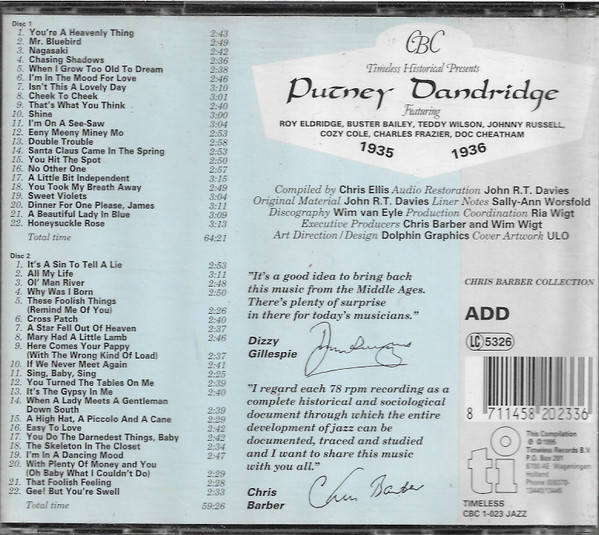 Disc 1
1. You're A Heavenly Thing 2:43
2. Mr. Bluebird 2:49
3. Nagasaki 2:42
4. Chasing Shadows 2:36
5. When I Grow Too Old To Dream 2:38
6. I'm In The Mood For Love 2:46
7. Isn't This A Lovely Day 3:10
8. Cheek To Cheek 3:01
9. That's What You Think 2:40
10. Shine 3:00
11. I'm On A See-Saw 3:04
12. Eeny Meeny Miney Mo 2:53
13. Double Trouble 2:58
14. Santa Claus Came In The Spring 2:53
15. You Hit The Spot 2:50
16. No Other One 2:57
17. A Little Bit Independent 3:15
18. You Took My Breath Away 2:49
19. Sweet Violets 3:04
20. Dinner For One Please, James 3:11
21. A Beautiful Lady In Blue 3:09
22. Honeysuckle Rose 3:13
Total time 64:21
Disc 2
1. It's A Sin To Tell A Lie 2:53
2. All My Life 3:11
3. Ol' Man River 2:48
4. Why Was I Born 2:50
5. These Foolish Things
(Remind Me Of You) 2:26
6. Cross Patch 2:40
7. A Star Fell Out Of Heaven 2:37
8. Mary Had A Little Lamb 2:46
9. Here Comes Your Pappy
(With The Wrong Kind Of Load) 2:37
10. If We Never Meet Again 2:41
11. Sing, Baby, Sing 2:25
12. You Turned The Tables On Me 2:39
13. It's The Gypsy In Me 2:40
14. When A Lady Meets A Gentleman
Down South 2:39
15. A High Hat, A Piccolo And A Cane 2:29
16. Easy To Love 2:42
17. You Do The Darnedest Things, Baby 2:42
18. The Skeleton In The Closet 2:34
19. I'm In A Dancing Mood 2:47
20. With Plenty Of Money and You
(Oh Baby What I Couldn't Do) 2:29
21. That Foolish Feeling 2:28
22. Gee! But You're Swell 2:33
Total time 59:26
CBC
Timeless Historical Presents
Putney Dandridge
Featuring
ROY ELDRIDGE, BUSTER BAILEY, TEDDY WILSON, JOHNNY RUSSELL,
COZY COLE, CHARLES FRAZIER, DOC CHEATHAM
1935 1936
Compiled by Chris Ellis Audio Restoration John R.T. Davies
Original Material John R.T. Davies Liner Notes Sally-Ann Worsfold
Discography Wim van Eyle Production Coordination Ria Wigt
Executive Producers Chris Barber and Wim Wigt
Art Direction/Design Dolphin Graphics Cover Artwork ULO
"It's a good idea to bring back
this music from the Middle Ages.
There's plenty of surprise
in there for today's musicians."
Dizzy
Gillespie
"I regard each 78 rpm recording as a
complete historical and sociological
document through which the entire
development of jazz can be
documented, traced and studied
and I want to share this music
with you all."
Chris
Barber
Chris Barber
CHRIS BARBER COLLECTION
ADD
LC 5326
8 711458 202336
ti
This Compilation
Timeless Records B.V.
P.O. Box 201
6700 AE Wageningen
Holland
TIMELESS
CBC 1-023 JAZZ